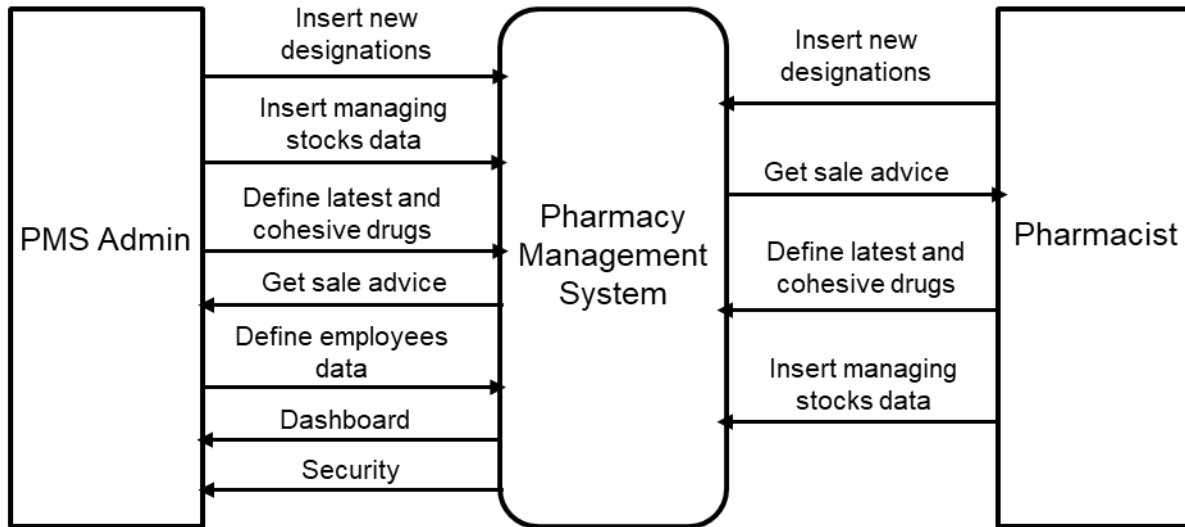 PMS Admin
Insert new
designations
Insert managing
stocks data
Define latest and
cohesive drugs
Get sale advice
Define employees
data
Dashboard
Security
Pharmacy
Management
System
Insert new
designations
Get sale advice
Define latest and
cohesive drugs
Insert managing
stocks data
Pharmacist